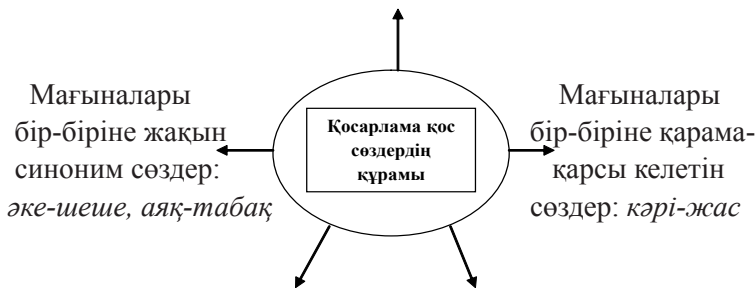 Мағыналары
бір-біріне жақын
синоним сөздер:
әке-шеше, аяқ-табақ
Қосарлама қос
сөздердің
құрамы
Мағыналары
бір-біріне қарама-
қарсы келетін
сөздер: кәрі-жас